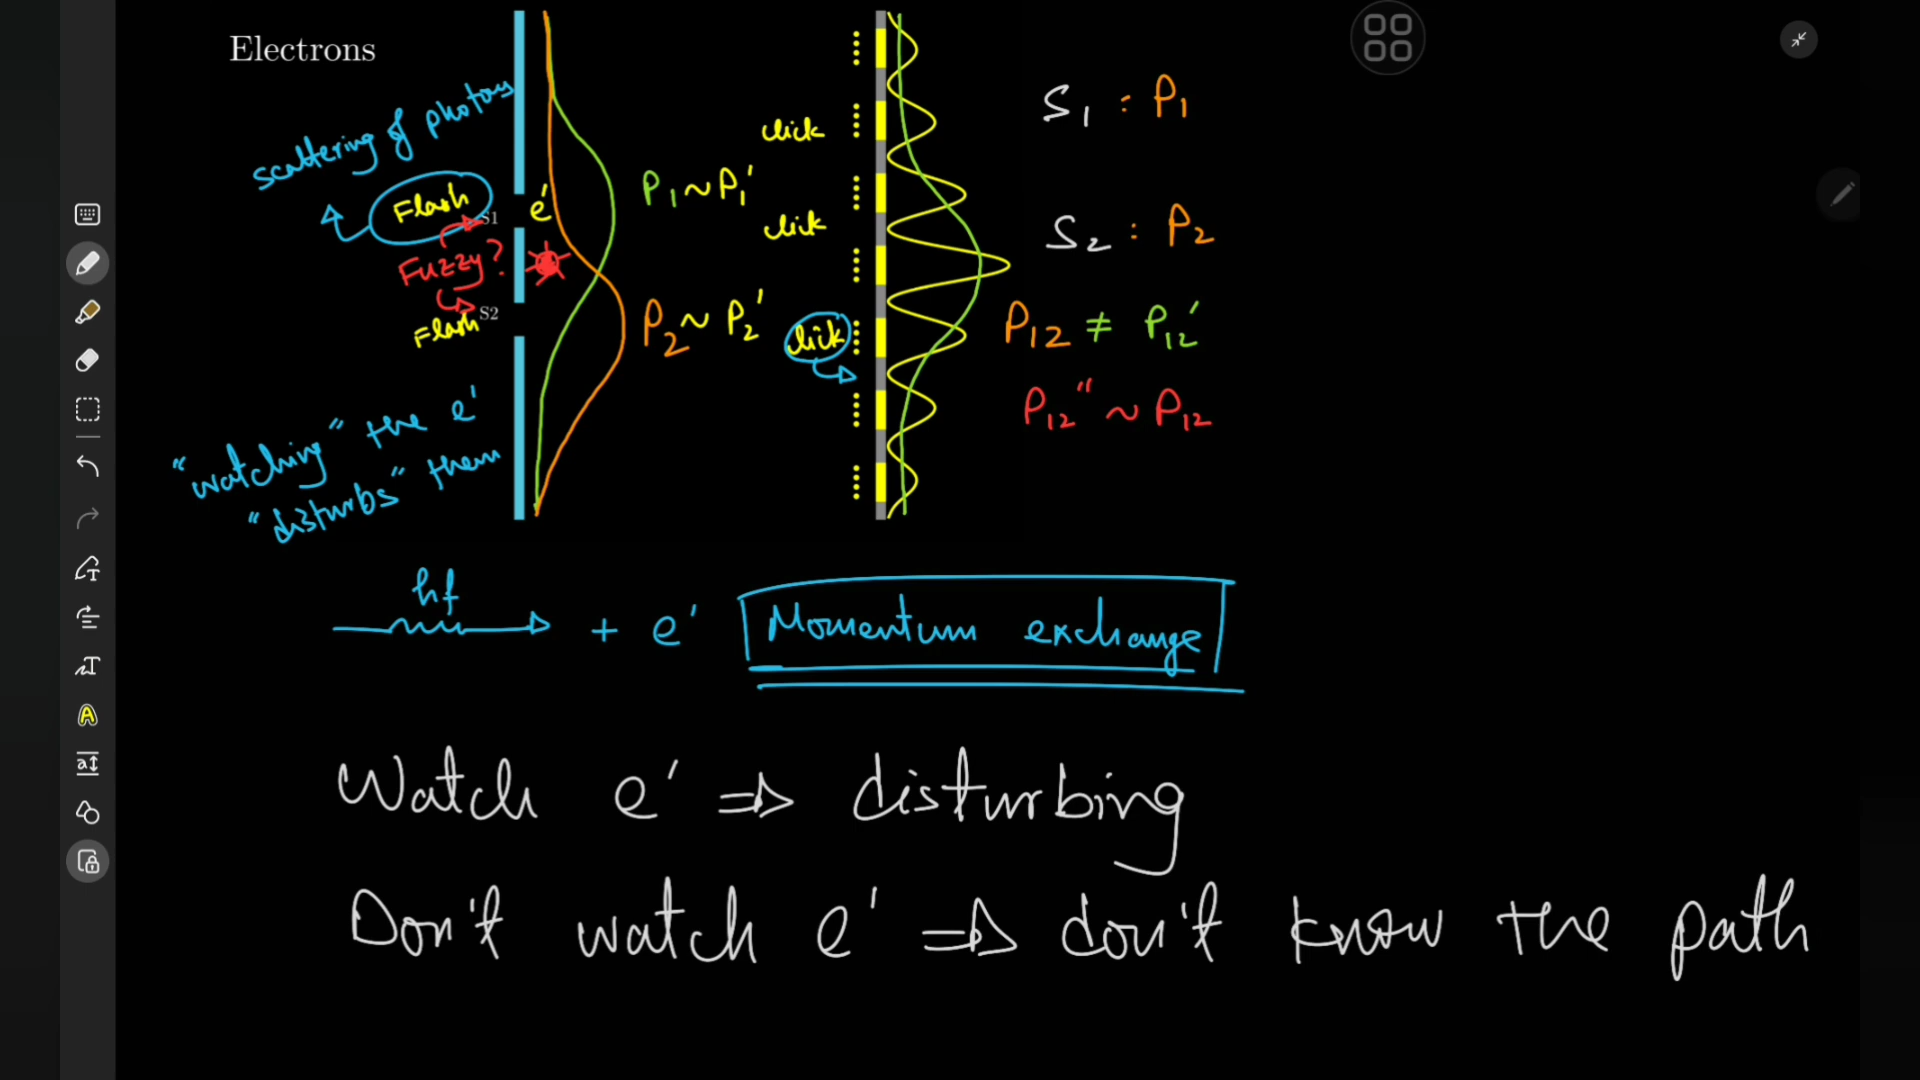 Electrons
scattering of photons
Flash
S1
e'
Fuzzy?
S2
Flash
P1 ~ P1'
P2 ~ P2'
click
click
click
S1 : P1
S2 : P2
P12 ≠ P12'
P12'' ~ P12
"watching" the e'
"disturbs" them
hf
+ e' Momentum exchange
Watch e' ⇒ disturbing
Don't watch e' ⇒ don't know the path